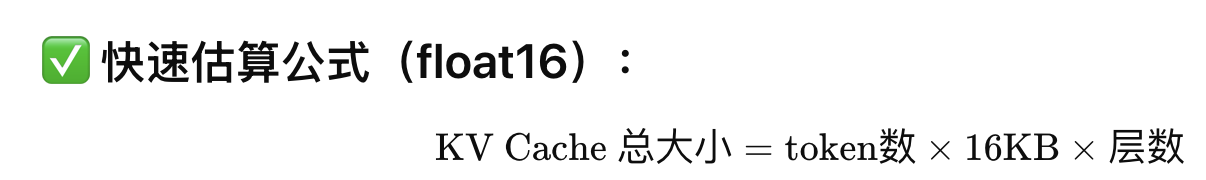 ✅ 快速估算公式（float16）：
KV Cache 总大小 = token数 × 16KB × 层数